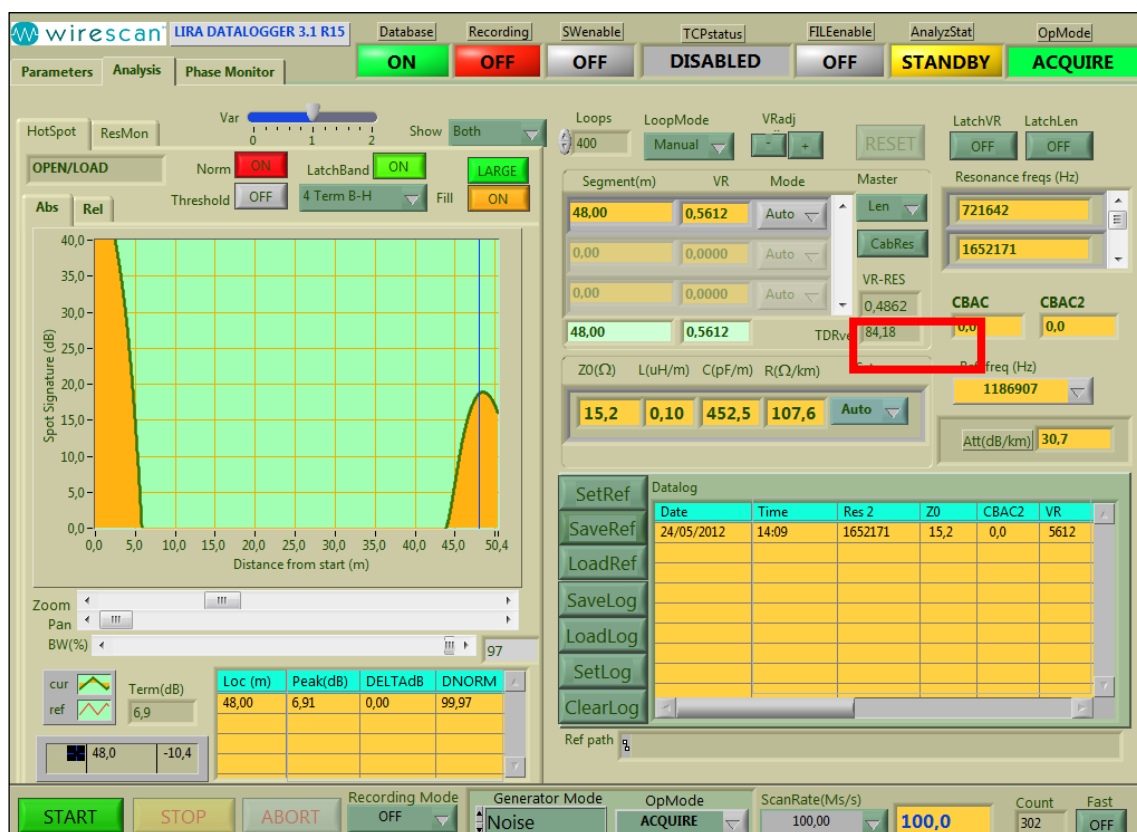 wirescan LIRA DATALOGGER 3.1 R15 Database Recording SWenable TCPstatus FILEenable AnalyzStat OpMode
ON OFF OFF DISABLED OFF STANDBY ACQUIRE
Parameters Analysis Phase Monitor
HotSpot ResMon Var 0 1 2 Show Both
OPEN/LOAD Norm ON LatchBand ON LARGE
Threshold OFF 4 Term B-H Fill ON
Abs Rel
40,0
35,0
30,0
25,0
20,0
15,0
10,0
5,0
0,0
Spot Signature (dB)
0,0 5,0 10,0 15,0 20,0 25,0 30,0 35,0 40,0 45,0 50,4
Distance from start (m)
Zoom
Pan
BW(%) 97
cur
ref
Term(dB)
6,9
Loc (m) Peak(dB) DELTAdB DNORM
48,00 6,91 0,00 99,97
48,0 -10,4
Loops LoopMode VRadj LatchVR LatchLen
400 Manual - + RESET OFF OFF
Segment(m) VR Mode Master Resonance freqs (Hz)
48,00 0,5612 Auto Len 721642
0,00 0,0000 Auto CabRes 1652171
0,00 0,0000 Auto VR-RES
0,4862
CBAC CBAC2
0,0 0,0
48,00 0,5612 84,18
Z0(Ω) L(uH/m) C(pF/m) R(Ω/km)
15,2 0,10 452,5 107,6 Auto
freq (Hz)
1186907
Att(dB/km) 30,7
SetRef
SaveRef
LoadRef
SaveLog
LoadLog
SetLog
ClearLog
Datalog
Date Time Res 2 Z0 CBAC2 VR
24/05/2012 14:09 1652171 15,2 0,0 5612
Ref path
START STOP ABORT Recording Mode OFF Generator Mode Noise OpMode ACQUIRE ScanRate(Ms/s) 100,00 100,0 Count 302 Fast OFF